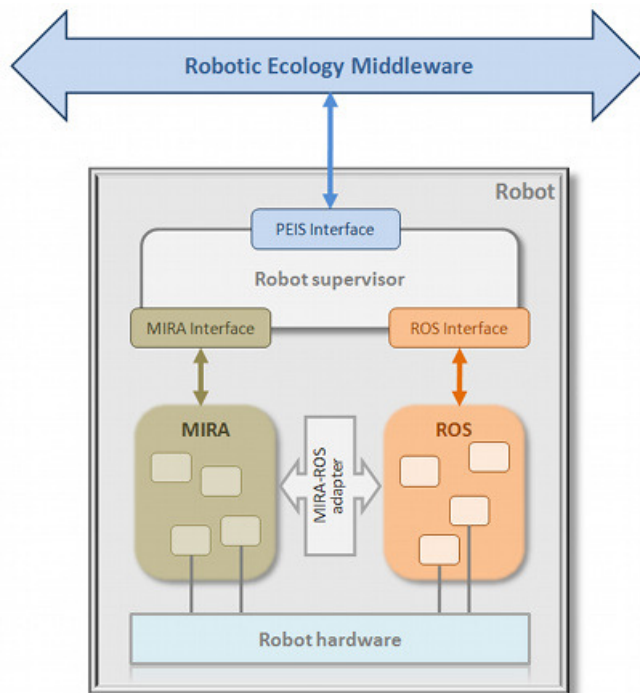 Robotic Ecology Middleware
Robot
PEIS Interface
Robot supervisor
MIRA Interface
ROS Interface
MIRA
ROS
MIRA-ROS
adapter
Robot hardware